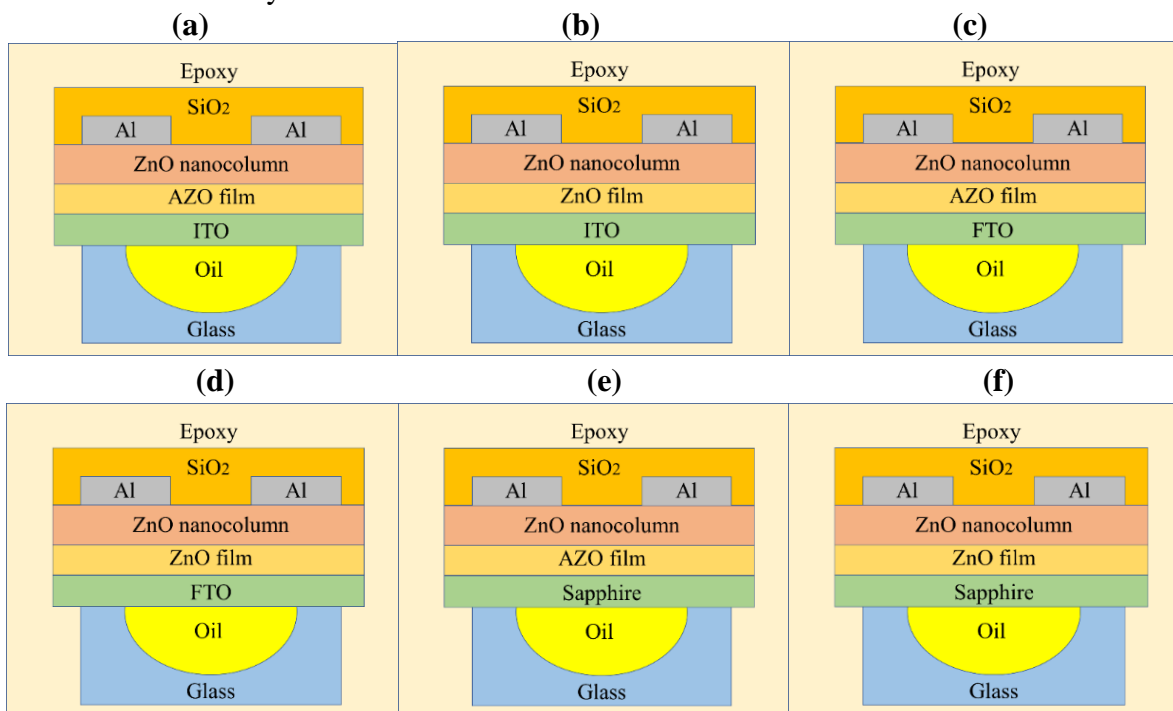 (a)
Epoxy
SiO2
Al Al
ZnO nanocolumn
AZO film
ITO
Oil
Glass
(b)
Epoxy
SiO2
Al Al
ZnO nanocolumn
ZnO film
ITO
Oil
Glass
(c)
Epoxy
SiO2
Al Al
ZnO nanocolumn
AZO film
FTO
Oil
Glass
(d)
Epoxy
SiO2
Al Al
ZnO nanocolumn
ZnO film
FTO
Oil
Glass
(e)
Epoxy
SiO2
Al Al
ZnO nanocolumn
AZO film
Sapphire
Oil
Glass
(f)
Epoxy
SiO2
Al Al
ZnO nanocolumn
ZnO film
Sapphire
Oil
Glass